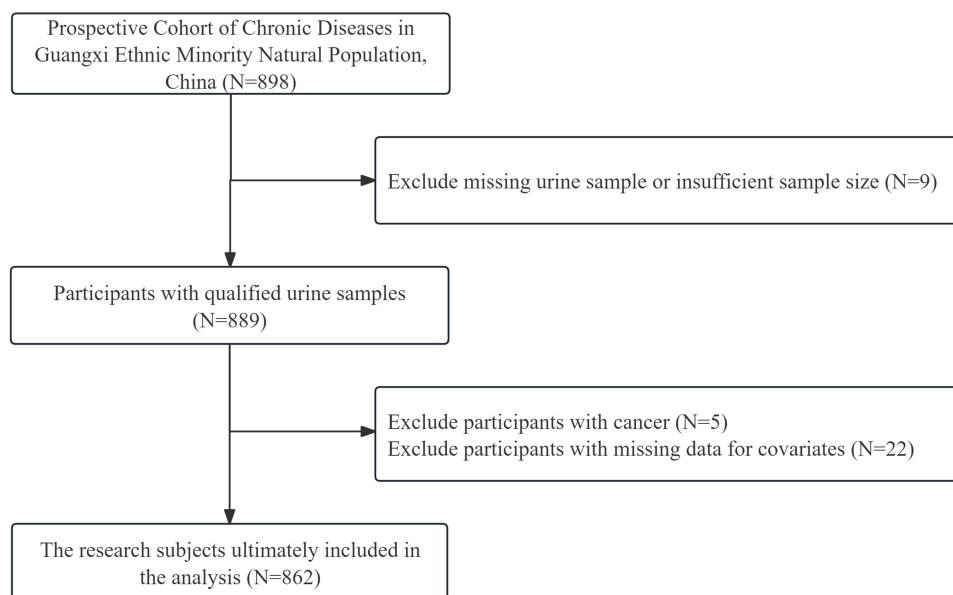 Prospective Cohort of Chronic Diseases in
Guangxi Ethnic Minority Natural Population,
China (N=898)
Exclude missing urine sample or insufficient sample size (N=9)
Participants with qualified urine samples
(N=889)
Exclude participants with cancer (N=5)
Exclude participants with missing data for covariates (N=22)
The research subjects ultimately included in
the analysis (N=862)